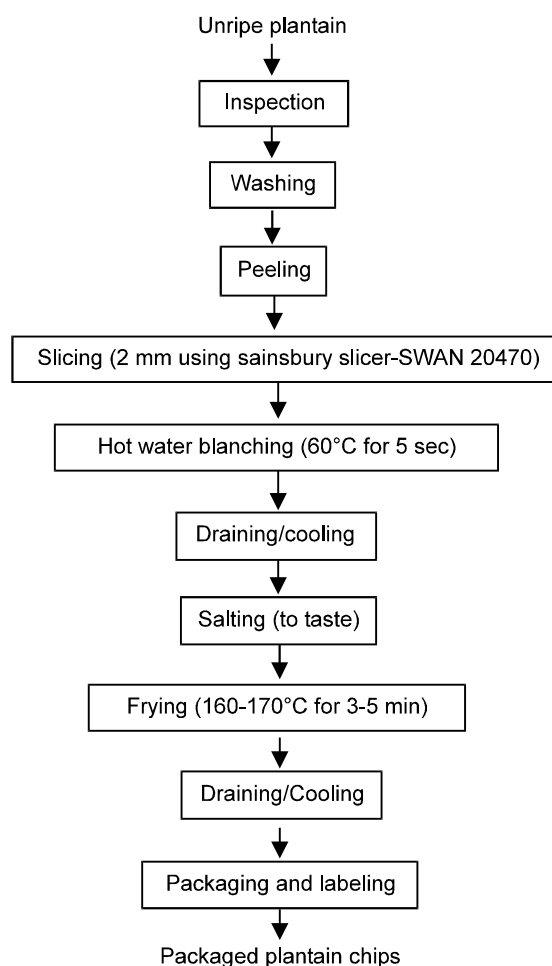 Unripe plantain
Inspection
Washing
Peeling
Slicing (2 mm using sainsbury slicer-SWAN 20470)
Hot water blanching (60°C for 5 sec)
Draining/cooling
Salting (to taste)
Frying (160-170°C for 3-5 min)
Draining/Cooling
Packaging and labeling
Packaged plantain chips